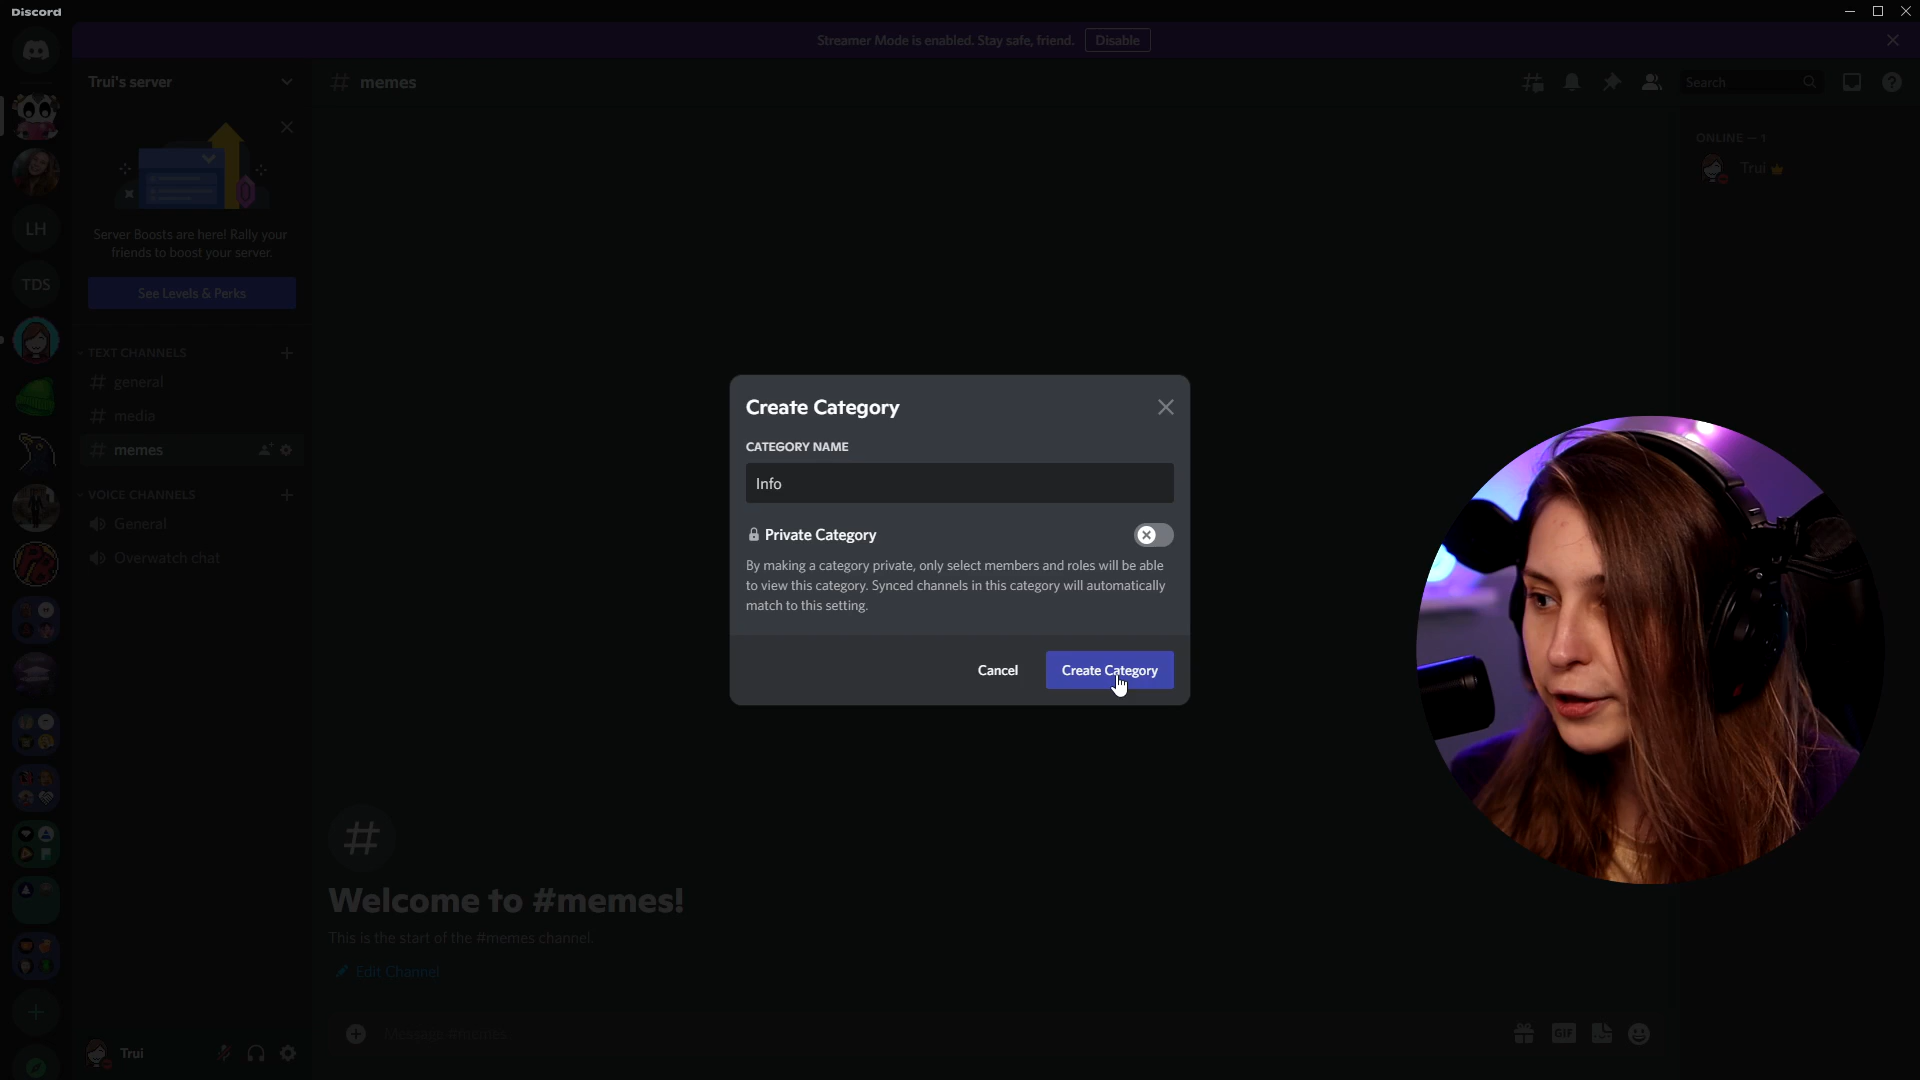 Discord
Streamer Mode is enabled. Stay safe, friend.
Disable
Trui's server
memes
Search
Server Boosts are here! Rally your
friends to boost your server.
See Levels & Perks
LH
TDS
TEXT CHANNELS
general
media
memes
VOICE CHANNELS
General
Overwatch chat
ONLINE — 1
Trui
Create Category
CATEGORY NAME
Info
Private Category
By making a category private, only select members and roles will be able
to view this category. Synced channels in this category will automatically
match to this setting.
Cancel
Create Category
Welcome to #memes!
This is the start of the #memes channel.
Edit Channel
Message #memes
GIF
Trui